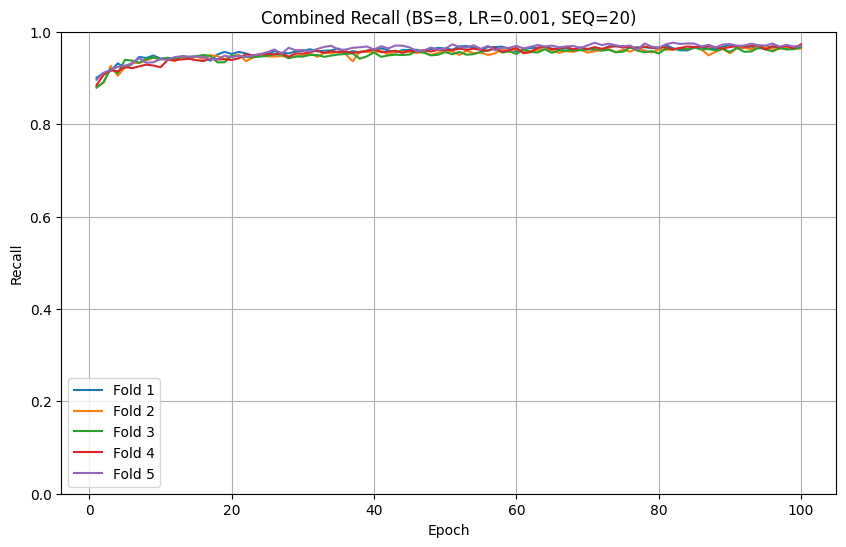 Combined Recall (BS=8, LR=0.001, SEQ=20)
1.0
0.8
0.6
0.4
0.2
0.0
Recall
Fold 1
Fold 2
Fold 3
Fold 4
Fold 5
0 20 40 60 80 100
Epoch